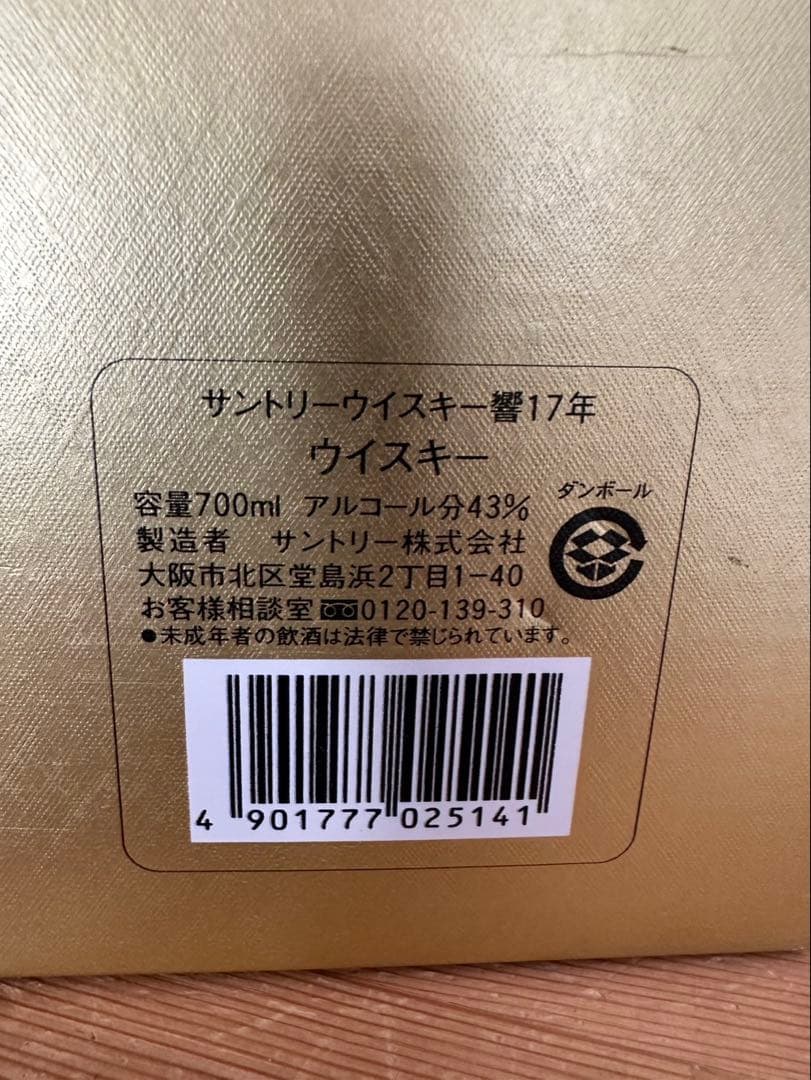 サントリーウイスキー響17年
ウイスキー
容量700ml アルコール分43%
ダンボール
製造者 サントリー株式会社
大阪市北区堂島浜2丁目1-40
お客様相談室 0120-139-310
●未成年者の飲酒は法律で禁じられています。
4 901777 025141